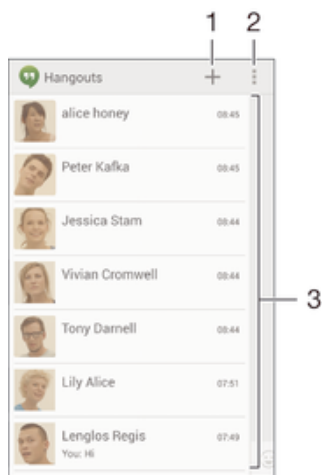 1 2
Hangouts
alice honey 08:45
Peter Kafka 08:45
Jessica Stam 08:44
Vivian Cromwell 08:44
3
Tony Darnell 08:44
Lily Alice 07:51
Lenglos Regis 07:49
You: Hi